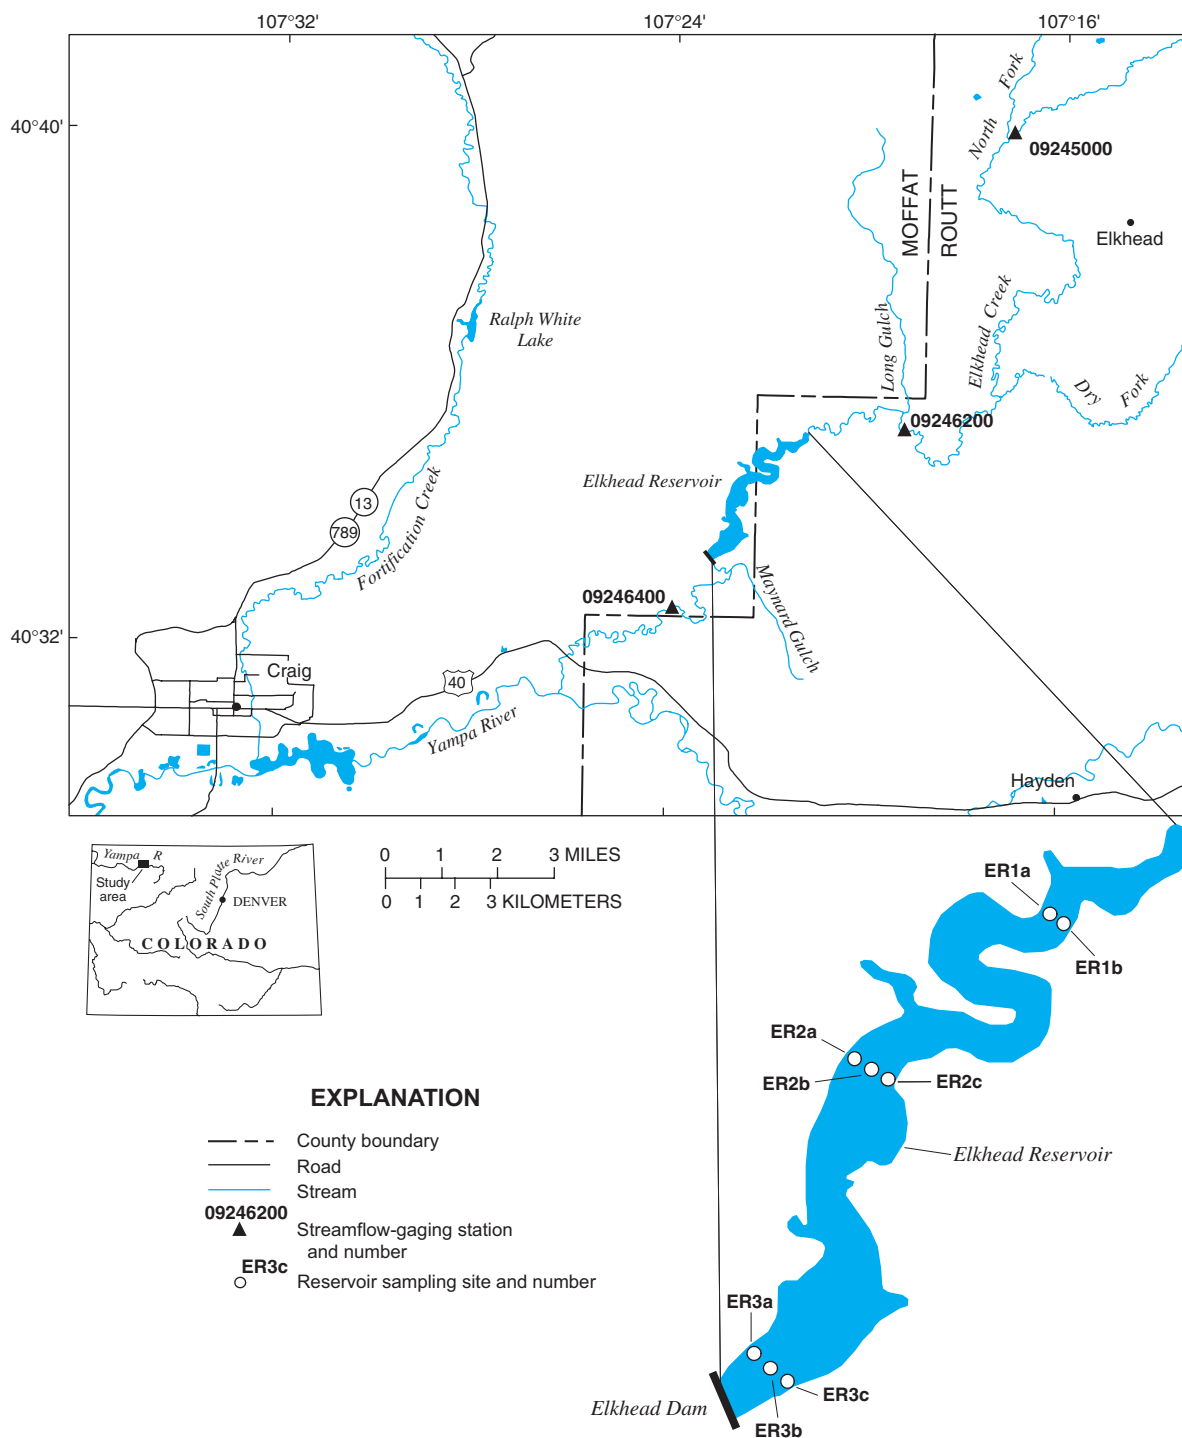 107°32'
107°24'
107°16'
40°40'
North Fork
09245000
MOFFAT
ROUTT
Elkhead
Ralph White
Lake
Long Gulch
Elkhead Creek
Dry Fork
09246200
Elkhead Reservoir
13
789
Fortification Creek
09246400
Maynard Gulch
40°32'
Craig
40
Yampa River
Hayden
Yampa R
Study
area
South Platte River
DENVER
COLORADO
0 1 2 3 MILES
0 1 2 3 KILOMETERS
ER1a
ER1b
ER2a
ER2b
ER2c
Elkhead Reservoir
EXPLANATION
County boundary
Road
Stream
09246200
Streamflow-gaging station
and number
ER3c
Reservoir sampling site and number
ER3a
ER3c
Elkhead Dam
ER3b